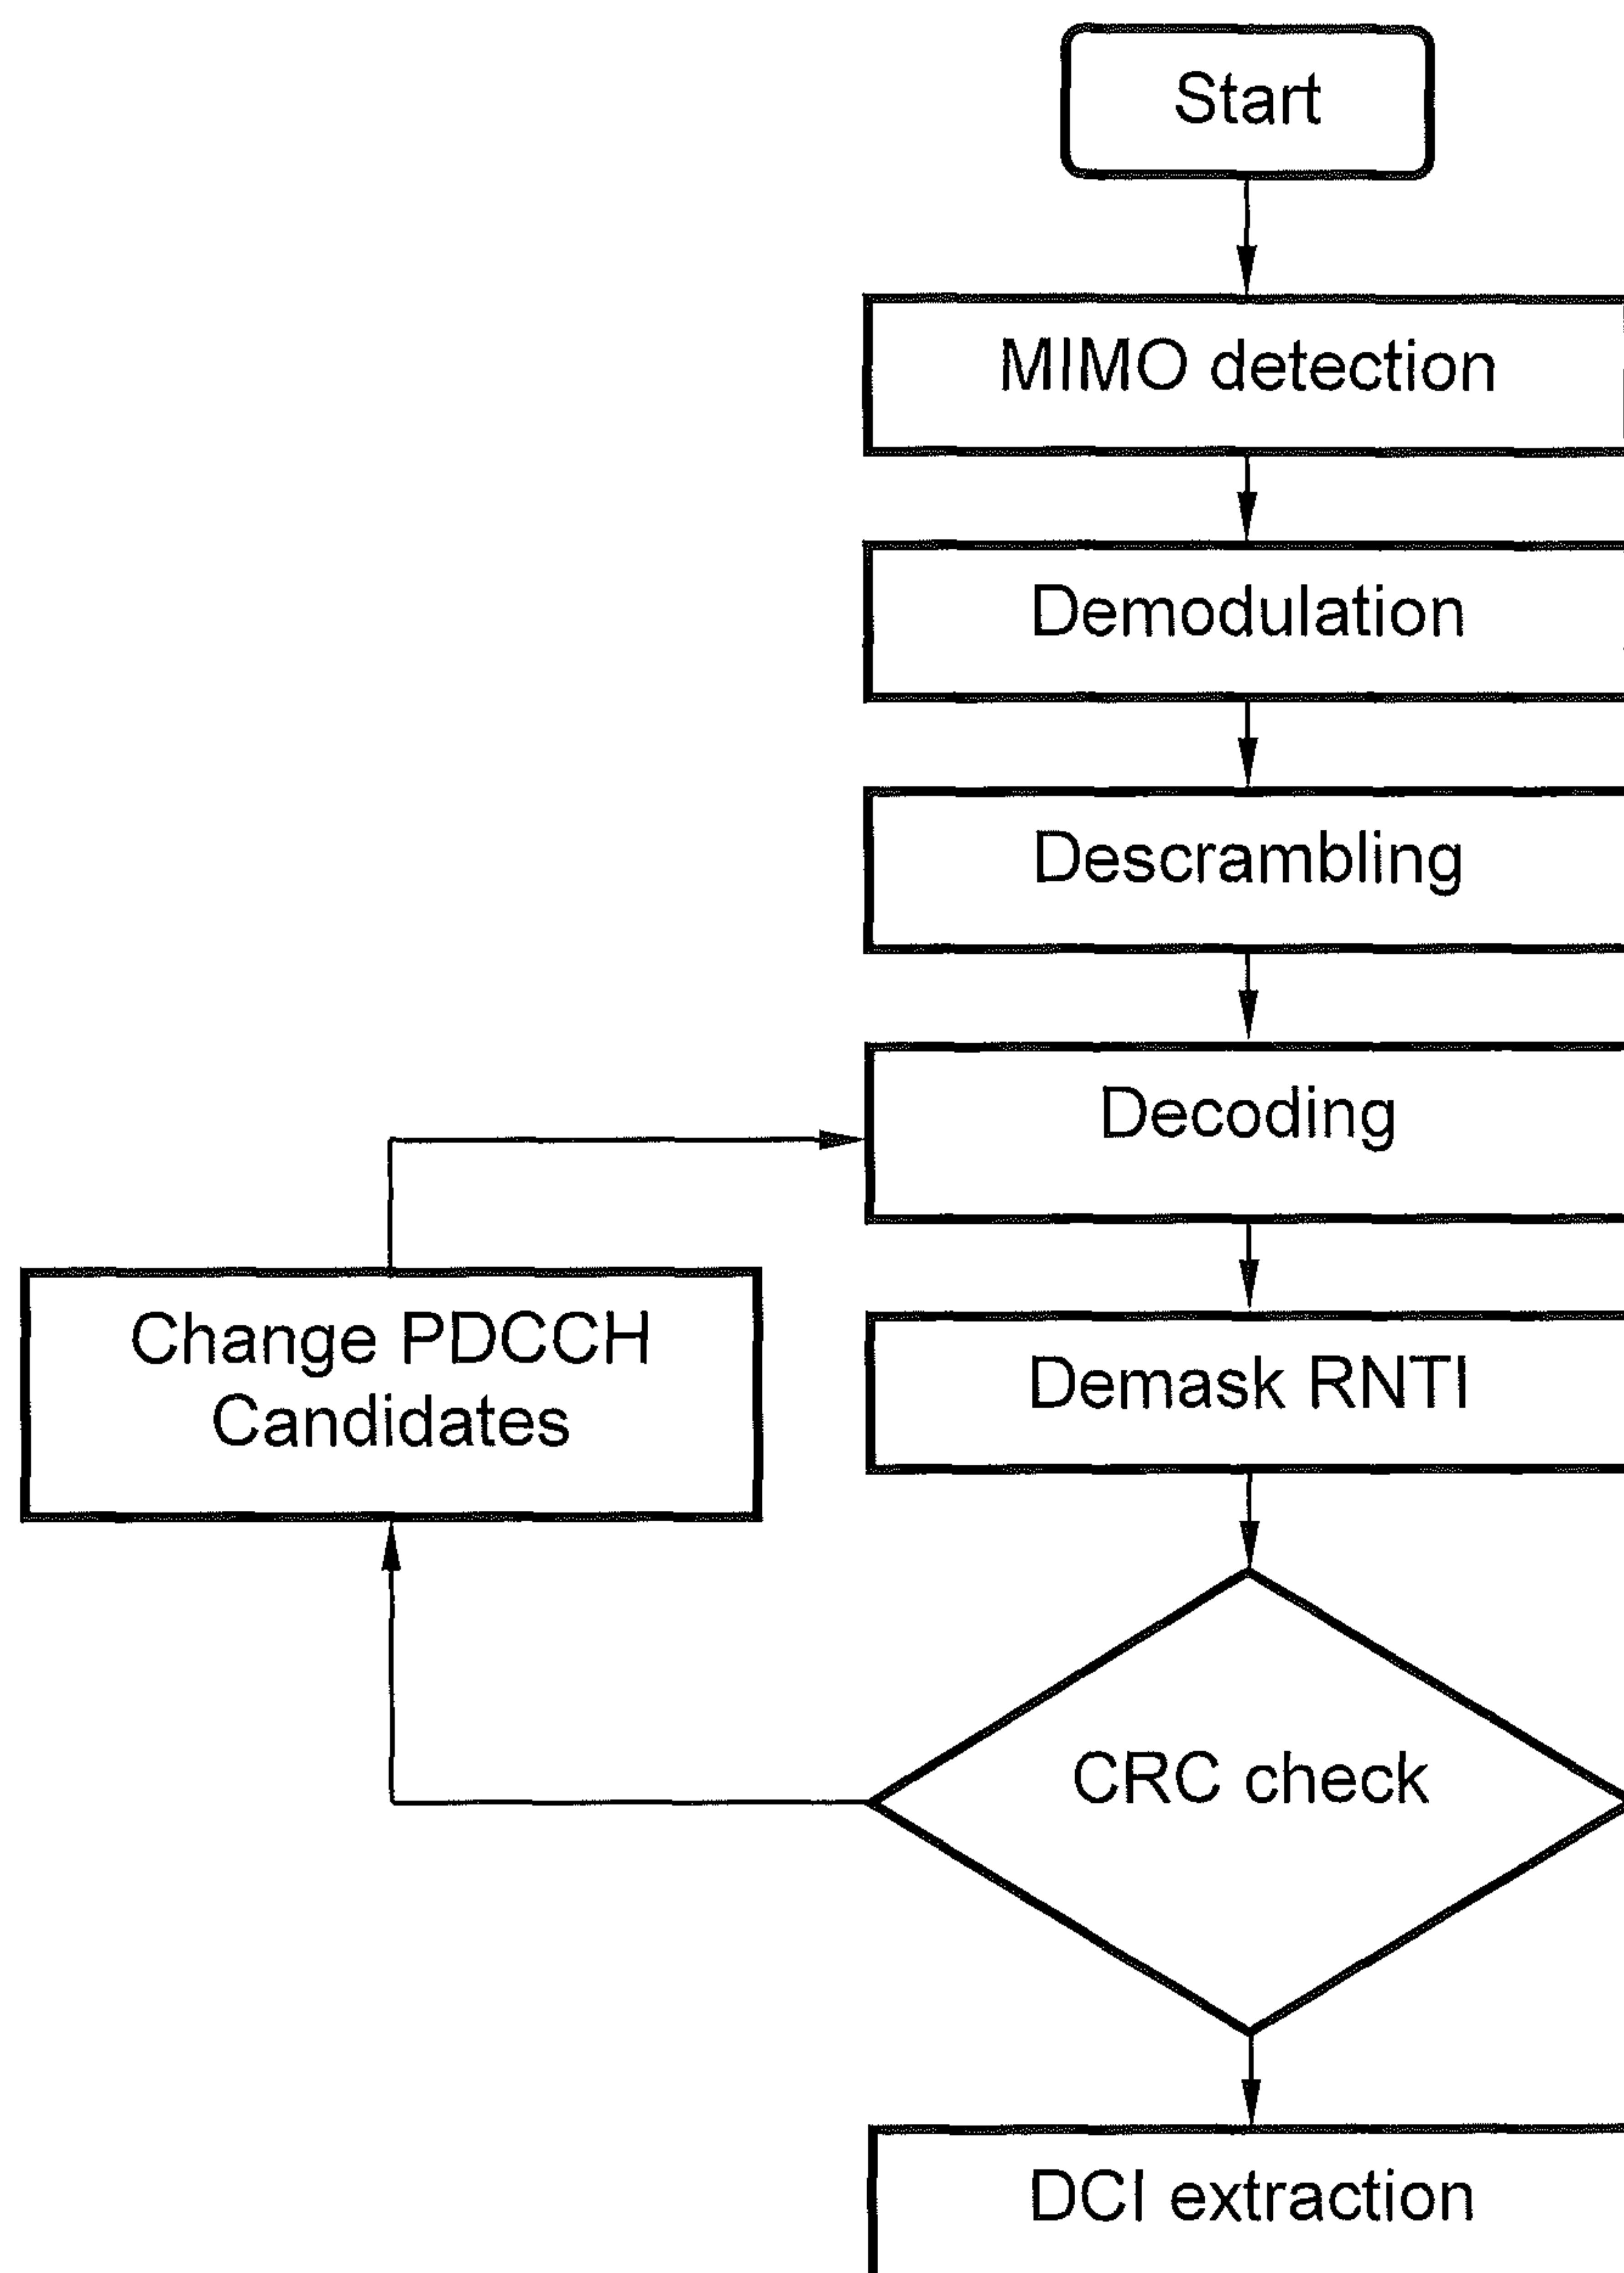 Start
MIMO detection
Demodulation
Descrambling
Decoding
Change PDCCH
Candidates
Demask RNTI
CRC check
DCI extraction